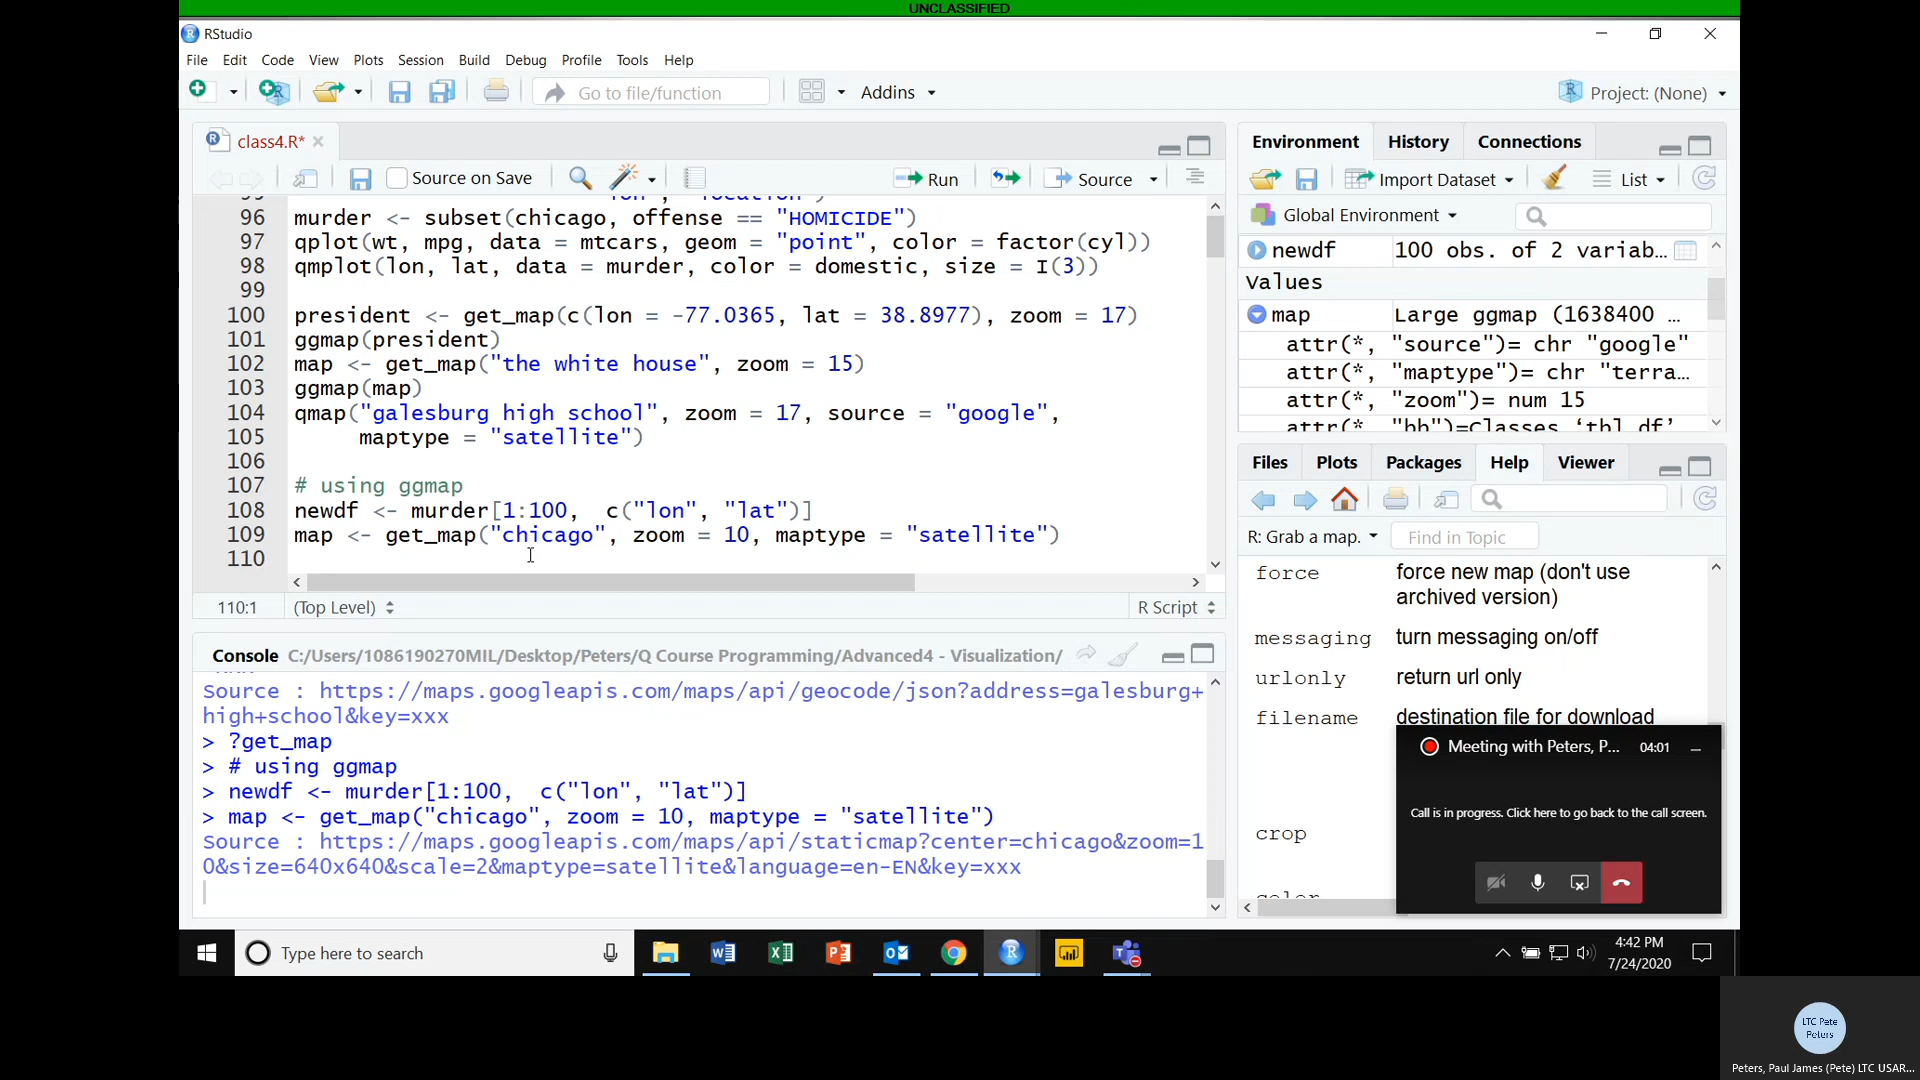 UNCLASSIFIED
RStudio
File Edit Code View Plots Session Build Debug Profile Tools Help
Go to file/function
Addins
Project: (None)
class4.R*
Source on Save
Run
Source
96 murder <- subset(chicago, offense == "HOMICIDE")
97 qplot(wt, mpg, data = mtcars, geom = "point", color = factor(cyl))
98 qmplot(lon, lat, data = murder, color = domestic, size = I(3))
99
100 president <- get_map(c(lon = -77.0365, lat = 38.8977), zoom = 17)
101 ggmap(president)
102 map <- get_map("the white house", zoom = 15)
103 ggmap(map)
104 qmap("galesburg high school", zoom = 17, source = "google",
105 maptype = "satellite")
106
107 # using ggmap
108 newdf <- murder[1:100, c("lon", "lat")]
109 map <- get_map("chicago", zoom = 10, maptype = "satellite")
110
110:1 (Top Level) R Script
Console C:/Users/1086190270MIL/Desktop/Peters/Q Course Programming/Advanced4 - Visualization/
Source : https://maps.googleapis.com/maps/api/geocode/json?address=galesburg+
high+school&key=xxx
> ?get_map
> # using ggmap
> newdf <- murder[1:100, c("lon", "lat")]
> map <- get_map("chicago", zoom = 10, maptype = "satellite")
Source : https://maps.googleapis.com/maps/api/staticmap?center=chicago&zoom=1
0&size=640x640&scale=2&maptype=satellite&language=en-EN&key=xxx
Environment History Connections
Import Dataset List
Global Environment
newdf 100 obs. of 2 variab...
Values
map Large ggmap (1638400 ...
attr(*, "source")= chr "google"
attr(*, "maptype")= chr "terra...
attr(*, "zoom")= num 15
attr(*, "bb")=Classes ‘tbl_df’
Files Plots Packages Help Viewer
R: Grab a map. Find in Topic
force force new map (don't use
archived version)
messaging turn messaging on/off
urlonly return url only
filename destination file for download
crop
color
Meeting with Peters, P... 04:01
Call is in progress. Click here to go back to the call screen.
Type here to search
4:42 PM
7/24/2020
LTC Pete
Peters
Peters, Paul James (Pete) LTC USAR...